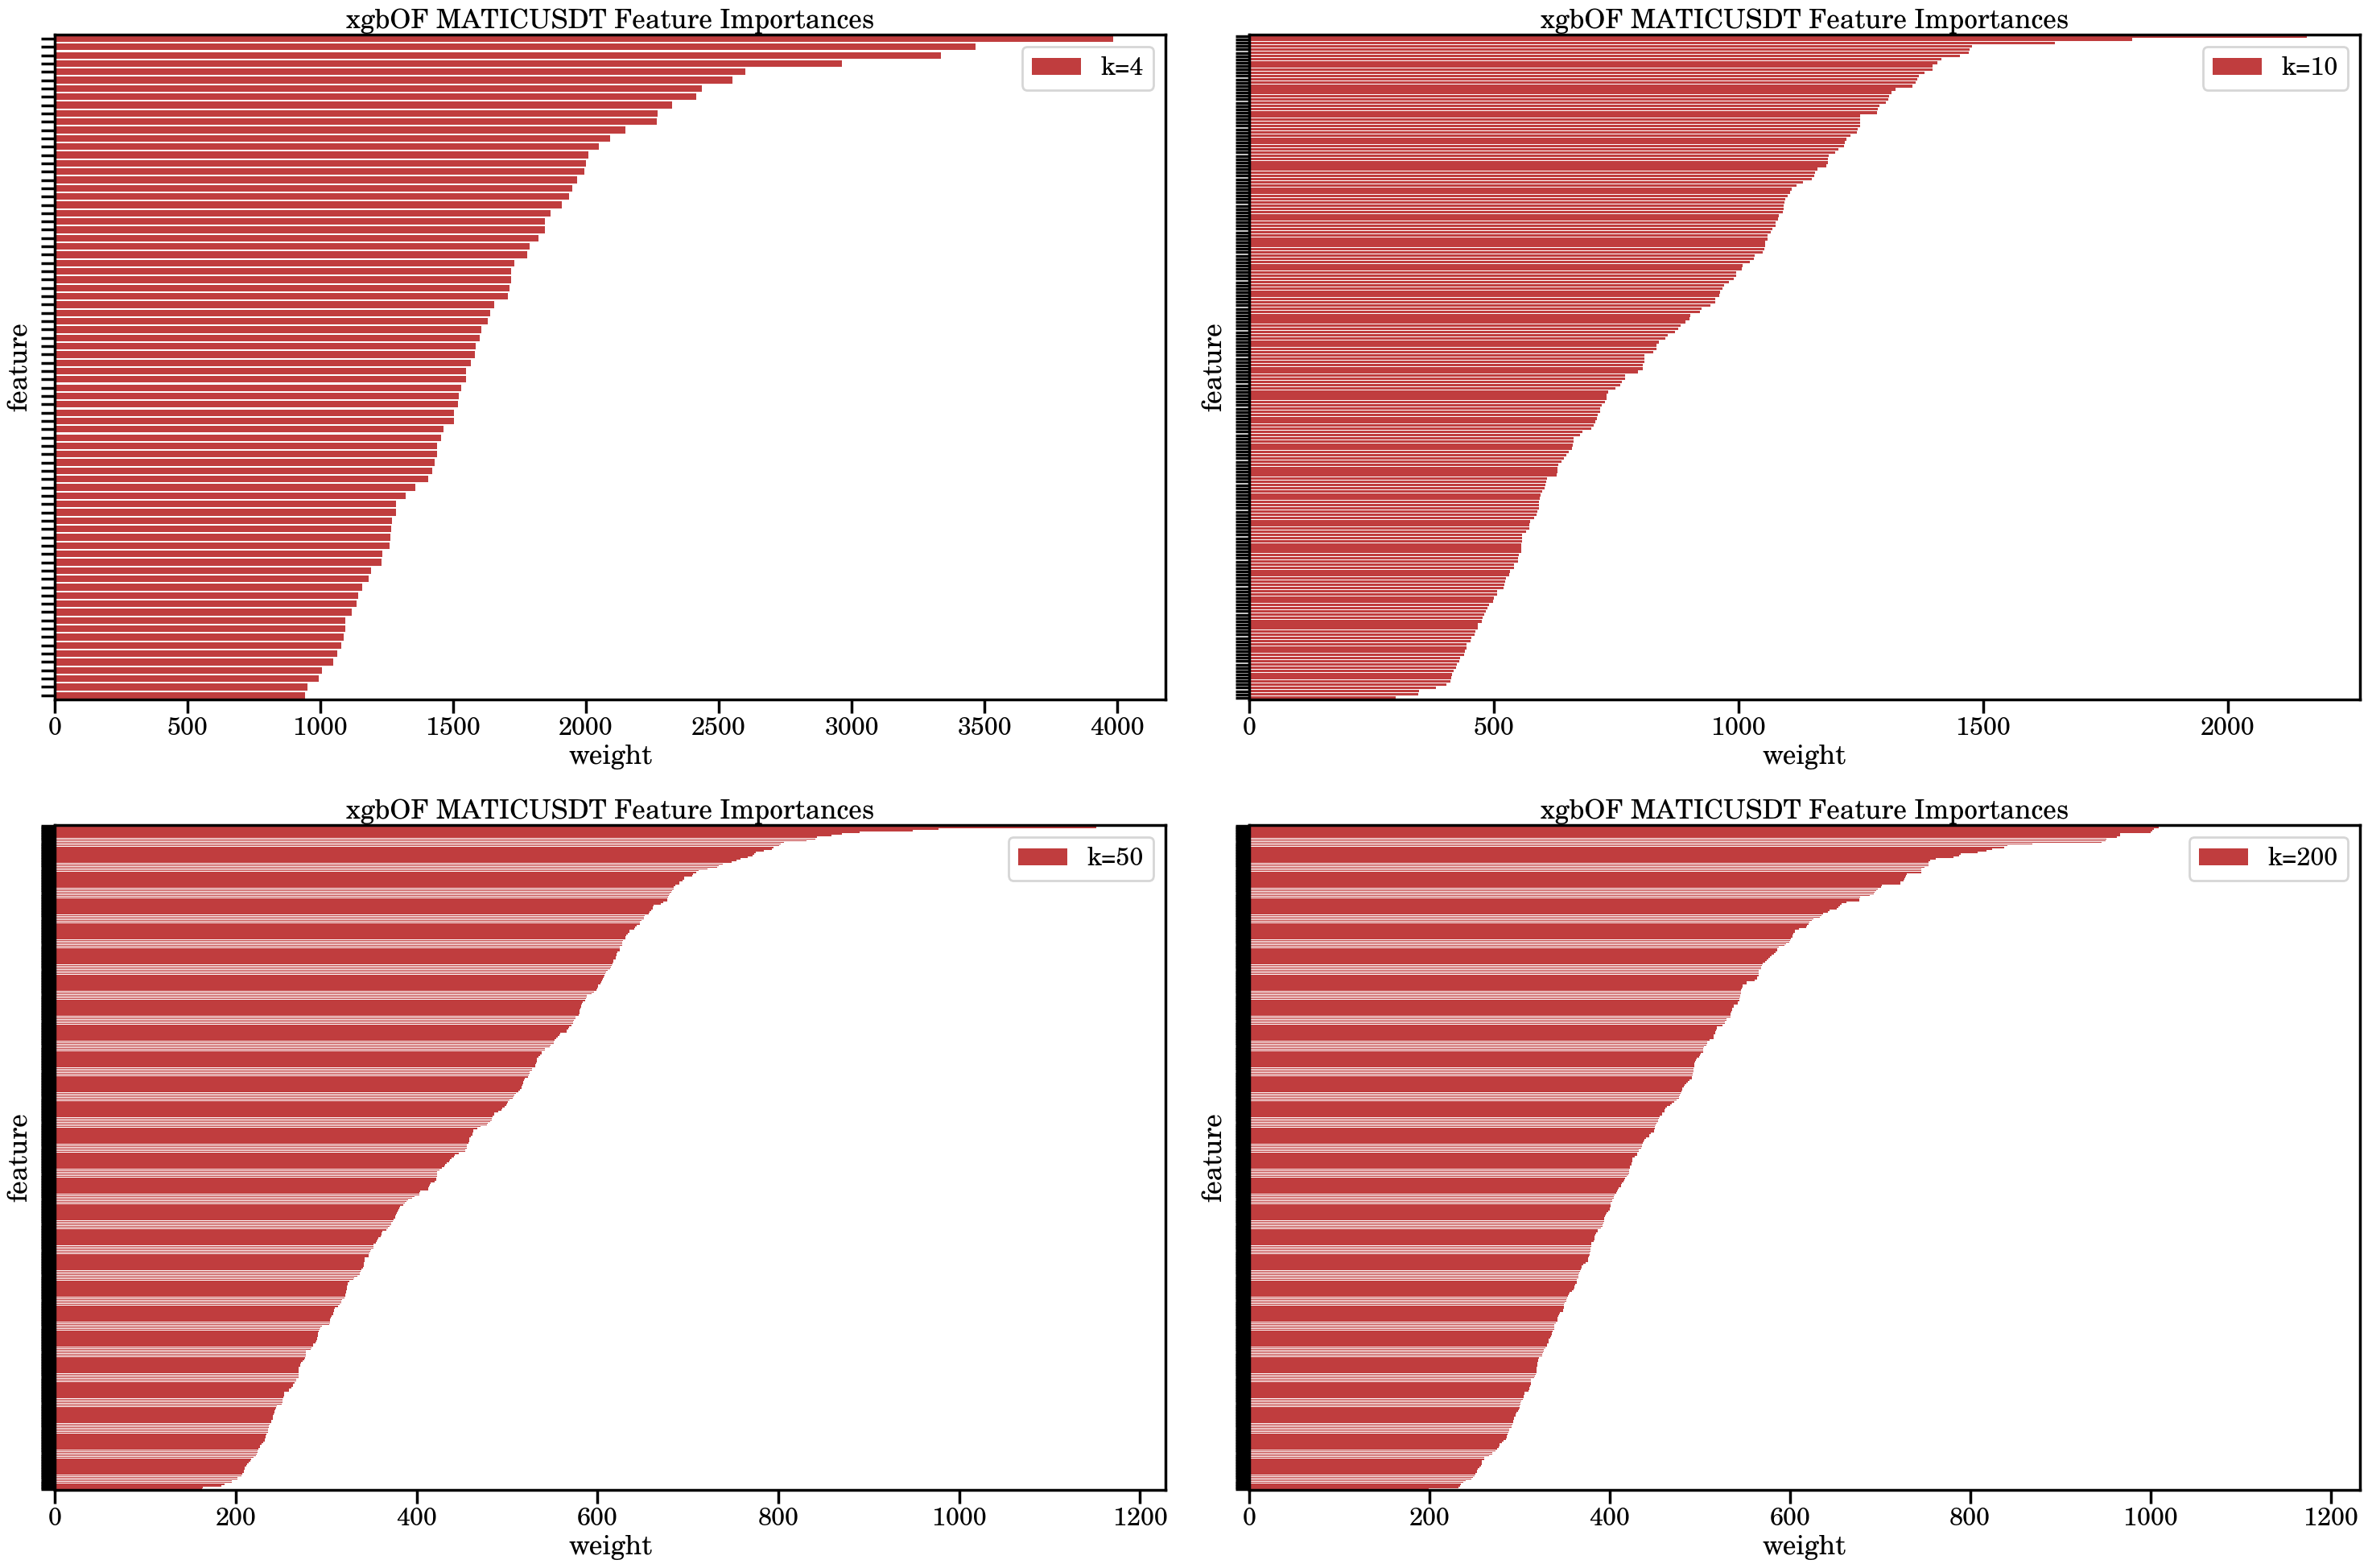 xgbOF MATICUSDT Feature Importances
k=4
feature
0 500 1000 1500 2000 2500 3000 3500 4000
weight
xgbOF MATICUSDT Feature Importances
k=10
feature
0 500 1000 1500 2000
weight
xgbOF MATICUSDT Feature Importances
k=50
feature
0 200 400 600 800 1000 1200
weight
xgbOF MATICUSDT Feature Importances
k=200
feature
0 200 400 600 800 1000 1200
weight